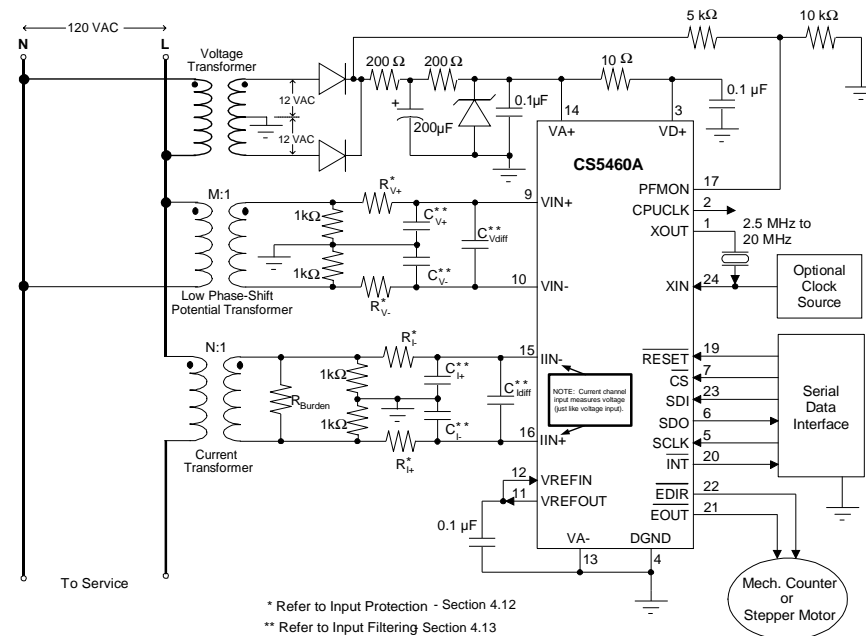 120 VAC
N
L
Voltage
Transformer
12 VAC
12 VAC
200 Ω
200 Ω
200µF
+
0.1µF
5 kΩ
10 kΩ
10 Ω
0.1 µF
14
VA+
3
VD+
CS5460A
PFMON
17
CPUCLK
2
XOUT
1
2.5 MHz to
20 MHz
XIN
24
Optional
Clock
Source
M:1
1kΩ
1kΩ
R*V+
R*V-
C**V+
C**V-
C**Vdiff
9
VIN+
10
VIN-
Low Phase-Shift
Potential Transformer
N:1
RBurden
1kΩ
1kΩ
R*I-
R*I+
C**I+
C**I-
C**Idiff
15
IIN-
16
IIN+
NOTE: Current channel
input measures voltage
(just like voltage input).
Current
Transformer
RESET
19
CS
7
SDI
23
SDO
6
SCLK
5
INT
20
Serial
Data
Interface
12
VREFIN
11
VREFOUT
0.1 µF
EDIR
22
EOUT
21
VA-
13
DGND
4
Mech. Counter
or
Stepper Motor
To Service
* Refer to Input Protection - Section 4.12
** Refer to Input Filtering- Section 4.13